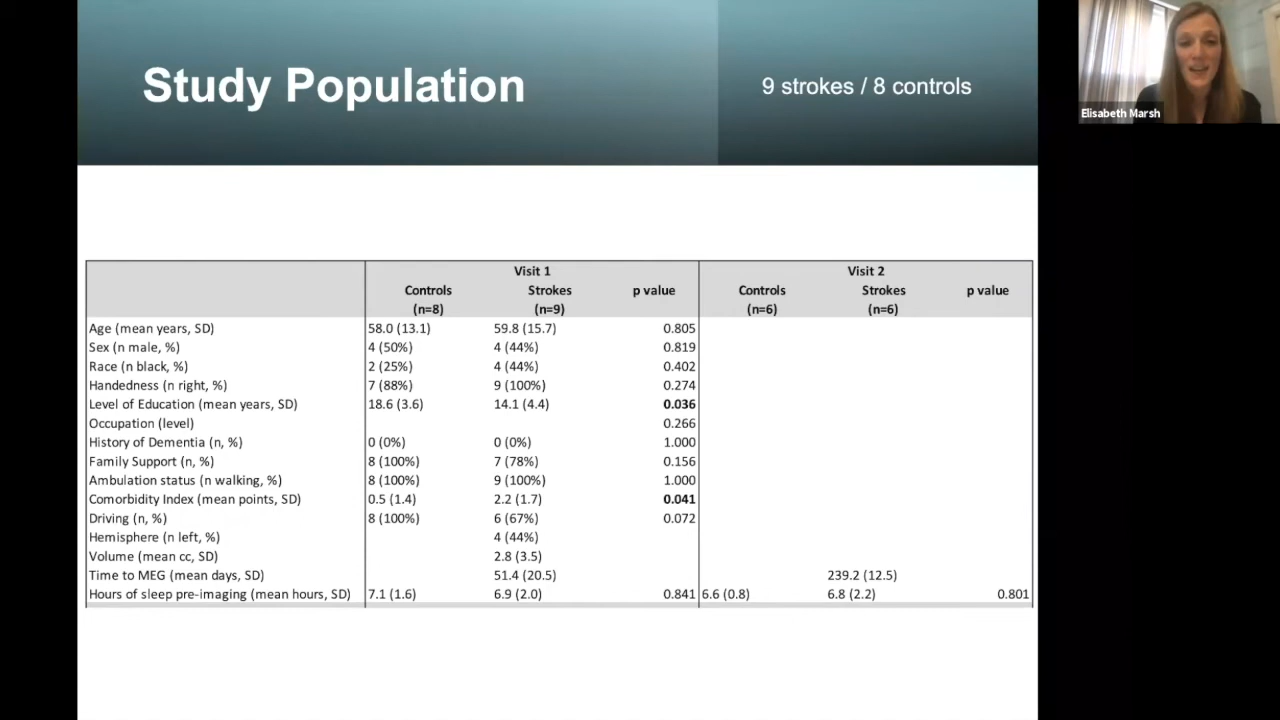 Study Population
9 strokes / 8 controls
Elisabeth Marsh
Visit 1 Visit 2
Controls Strokes p value Controls Strokes p value
(n=8) (n=9) (n=6) (n=6)
Age (mean years, SD) 58.0 (13.1) 59.8 (15.7) 0.805
Sex (n male, %) 4 (50%) 4 (44%) 0.819
Race (n black, %) 2 (25%) 4 (44%) 0.402
Handedness (n right, %) 7 (88%) 9 (100%) 0.274
Level of Education (mean years, SD) 18.6 (3.6) 14.1 (4.4) 0.036
Occupation (level) 0.266
History of Dementia (n, %) 0 (0%) 0 (0%) 1.000
Family Support (n, %) 8 (100%) 7 (78%) 0.156
Ambulation status (n walking, %) 8 (100%) 9 (100%) 1.000
Comorbidity Index (mean points, SD) 0.5 (1.4) 2.2 (1.7) 0.041
Driving (n, %) 8 (100%) 6 (67%) 0.072
Hemisphere (n left, %) 4 (44%)
Volume (mean cc, SD) 2.8 (3.5)
Time to MEG (mean days, SD) 51.4 (20.5) 239.2 (12.5)
Hours of sleep pre-imaging (mean hours, SD) 7.1 (1.6) 6.9 (2.0) 0.841 6.6 (0.8) 6.8 (2.2) 0.801